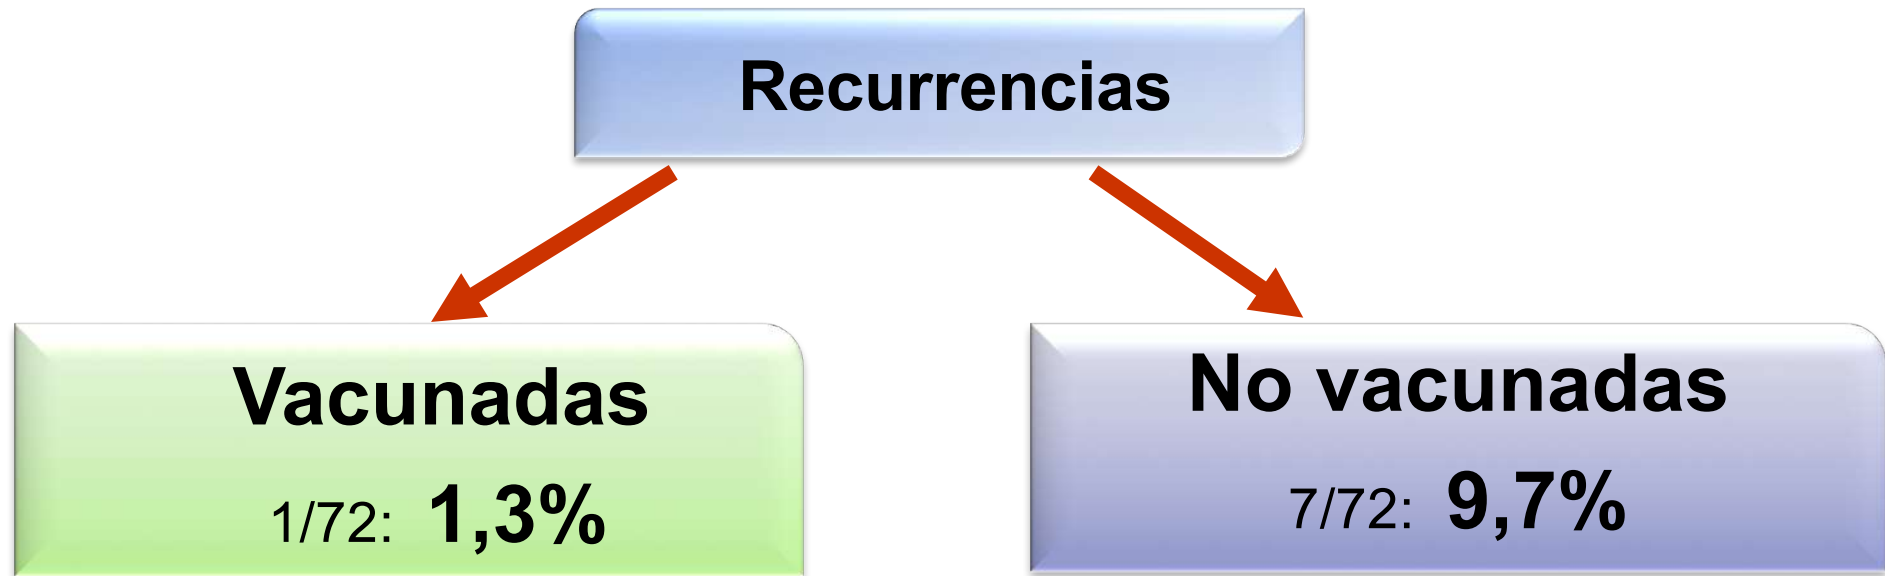 Recurrencias
Vacunadas
1/72: 1,3%
No vacunadas
7/72: 9,7%